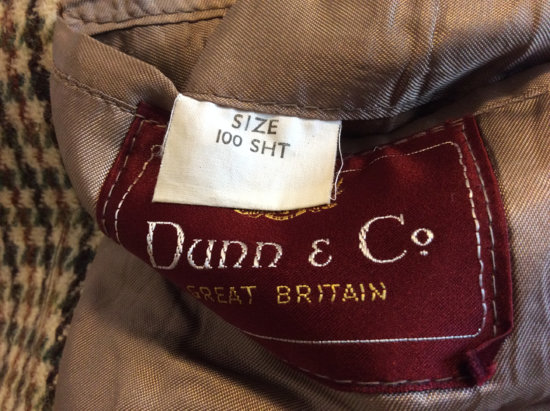 SIZE
100 SHT
Dunn & Co
GREAT BRITAIN